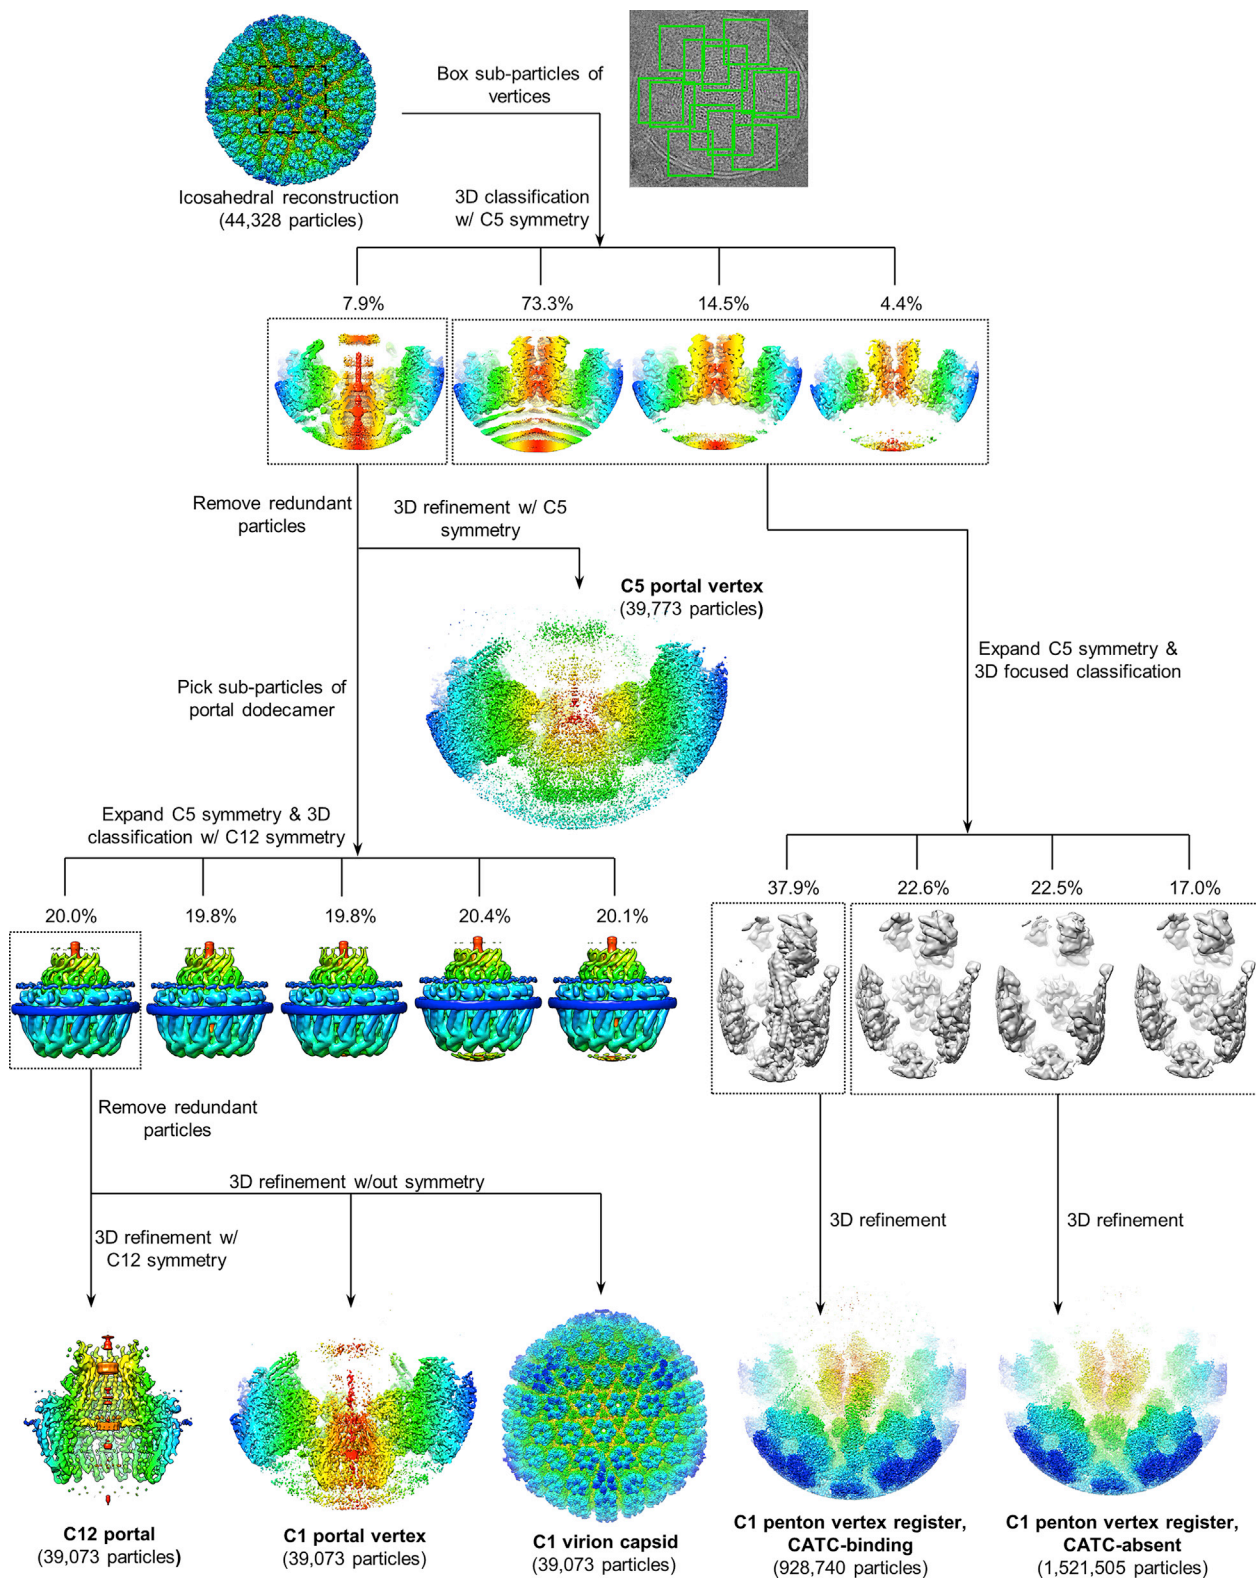 Box sub-particles of
vertices
Icosahedral reconstruction
(44,328 particles)
3D classification
w/ C5 symmetry
7.9%
73.3%
14.5%
4.4%
Remove redundant
particles
3D refinement w/ C5
symmetry
C5 portal vertex
(39,773 particles)
Expand C5 symmetry &
3D focused classification
Pick sub-particles of
portal dodecamer
Expand C5 symmetry & 3D
classification w/ C12 symmetry
20.0%
19.8%
19.8%
20.4%
20.1%
37.9%
22.6%
22.5%
17.0%
Remove redundant
particles
3D refinement w/out symmetry
3D refinement w/
C12 symmetry
3D refinement
3D refinement
C12 portal
(39,073 particles)
C1 portal vertex
(39,073 particles)
C1 virion capsid
(39,073 particles)
C1 penton vertex register,
CATC-binding
(928,740 particles)
C1 penton vertex register,
CATC-absent
(1,521,505 particles)